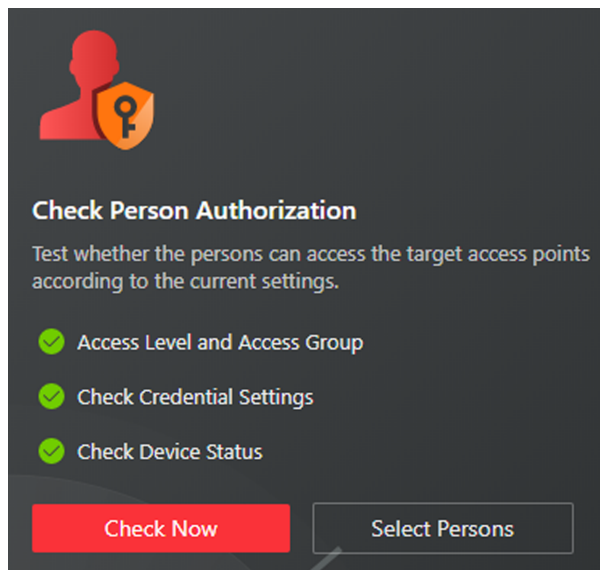 Check Person Authorization
Test whether the persons can access the target access points
according to the current settings.
Access Level and Access Group
Check Credential Settings
Check Device Status
Check Now
Select Persons